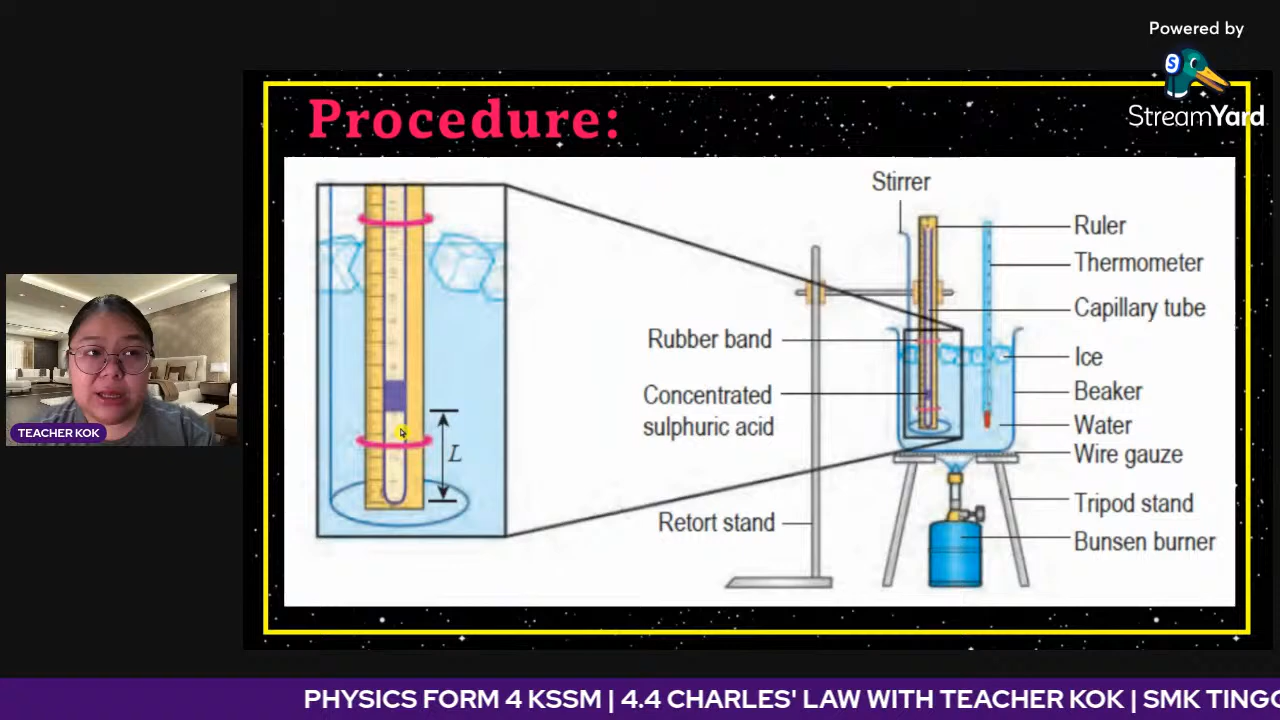 Powered by
StreamYard
Procedure:
Stirrer
Ruler
Thermometer
Capillary tube
Rubber band
Ice
Concentrated
sulphuric acid
Beaker
Water
Wire gauze
L
Retort stand
Tripod stand
Bunsen burner
TEACHER KOK
PHYSICS FORM 4 KSSM | 4.4 CHARLES' LAW WITH TEACHER KOK | SMK TINGG